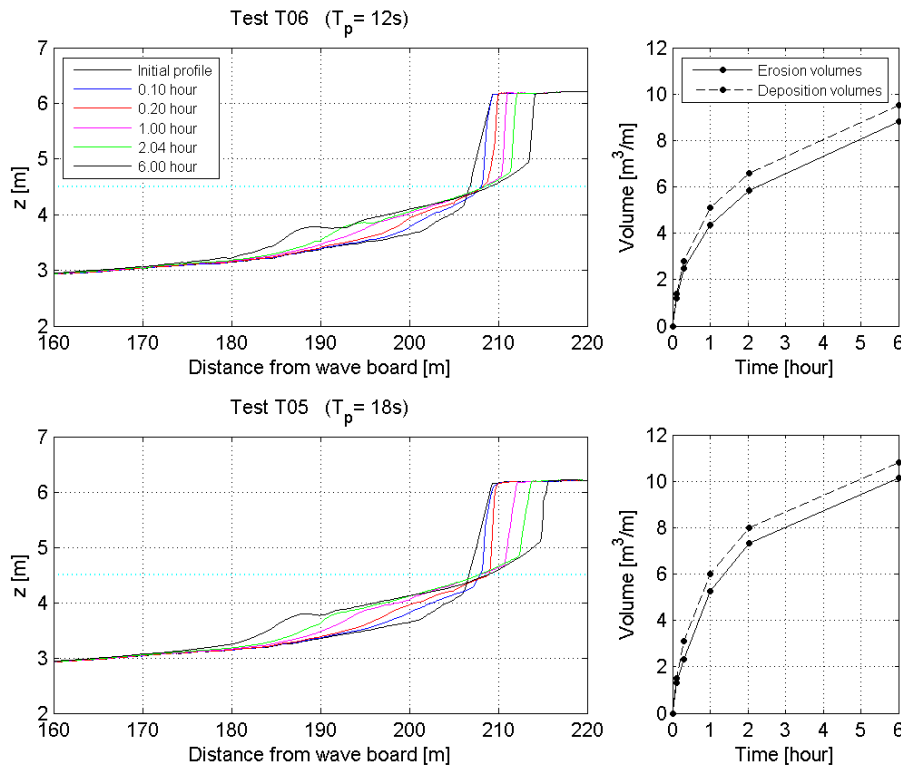 Test T06 (T_p= 12s)
7
6
5
4
3
2
z [m]
Initial profile
0.10 hour
0.20 hour
1.00 hour
2.04 hour
6.00 hour
160 170 180 190 200 210 220
Distance from wave board [m]
12
10
8
6
4
2
0
Volume [m³/m]
Erosion volumes
Deposition volumes
0 1 2 3 4 5 6
Time [hour]
Test T05 (T_p= 18s)
7
6
5
4
3
2
z [m]
160 170 180 190 200 210 220
Distance from wave board [m]
12
10
8
6
4
2
0
Volume [m³/m]
0 1 2 3 4 5 6
Time [hour]